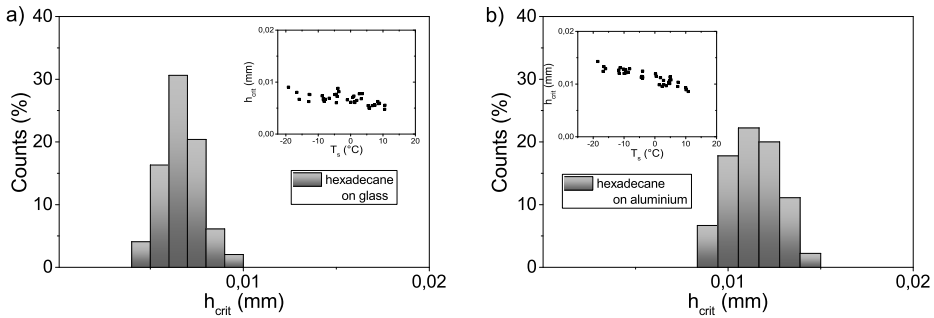 a)
40
30
20
10
0
Counts (%)
0,01
0,02
h_crit (mm)
0,02
0,01
0,00
h_crit (mm)
-20 -10 0 10 20
T_s (°C)
hexadecane
on glass
b)
40
30
20
10
0
Counts (%)
0,01
0,02
h_crit (mm)
0,02
0,01
0,00
h_crit (mm)
-20 -10 0 10 20
T_s (°C)
hexadecane
on aluminium